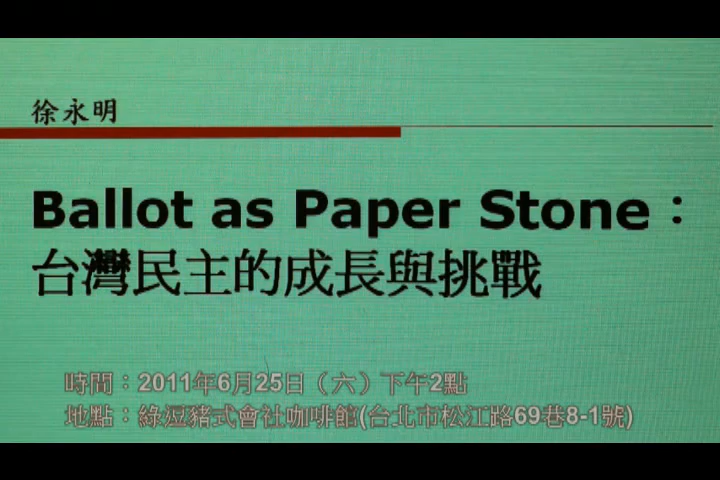 徐永明
Ballot as Paper Stone：
台灣民主的成長與挑戰
時間：2011年6月25日（六）下午2點
地點：綠逗豬式會社咖啡館(台北市松江路69巷8-1號)